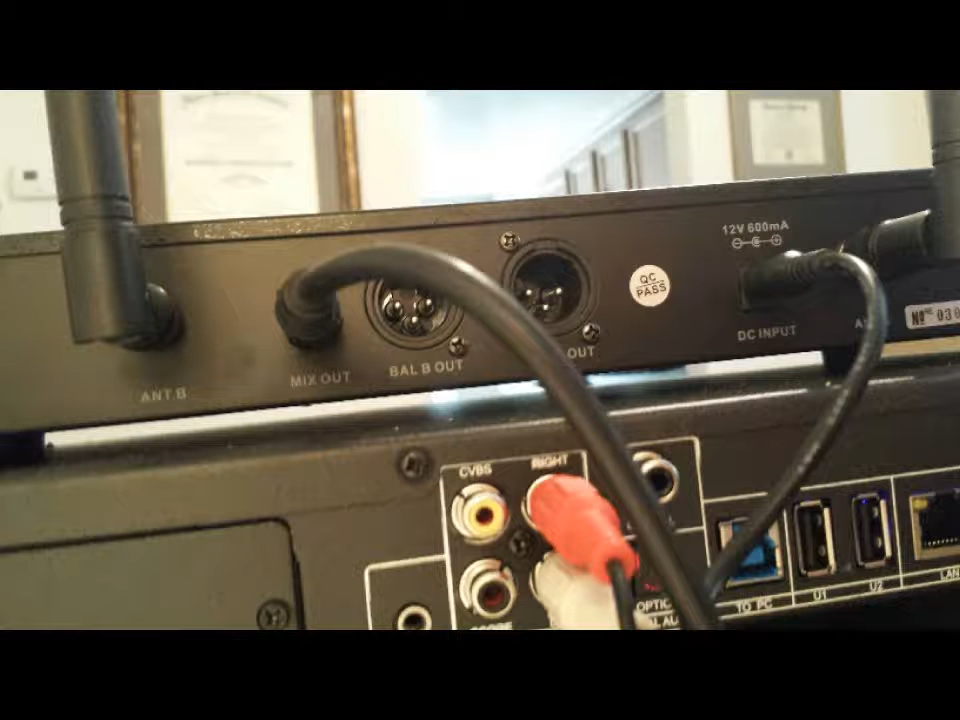 12V 600mA
QC
PASS
DC INPUT
OUT
BAL B OUT
MIX OUT
ANT B
CVBS
RIGHT
TO PC
U1
U2
LAN